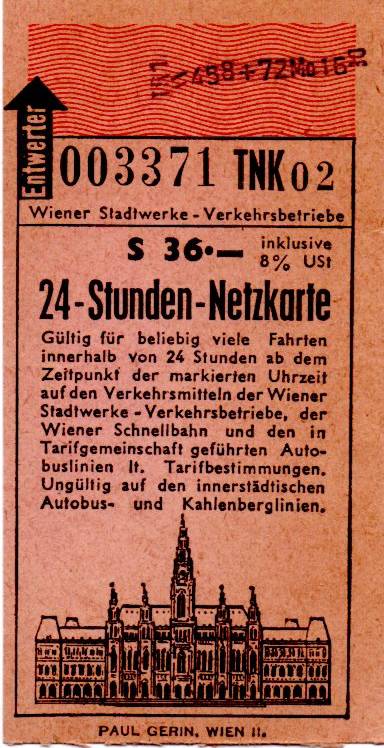 498+72Mo16
Entwerter
003371 TNK02
Wiener Stadtwerke - Verkehrsbetriebe
S 36·— inklusive
8% USt
24-Stunden-Netzkarte
Gültig für beliebig viele Fahrten
innerhalb von 24 Stunden ab dem
Zeitpunkt der markierten Uhrzeit
auf den Verkehrsmitteln der Wiener
Stadtwerke - Verkehrsbetriebe, der
Wiener Schnellbahn und den in
Tarifgemeinschaft geführten Auto-
buslinien lt. Tarifbestimmungen.
Ungültig auf den innerstädtischen
Autobus- und Kahlenberglinien.
PAUL GERIN, WIEN II.